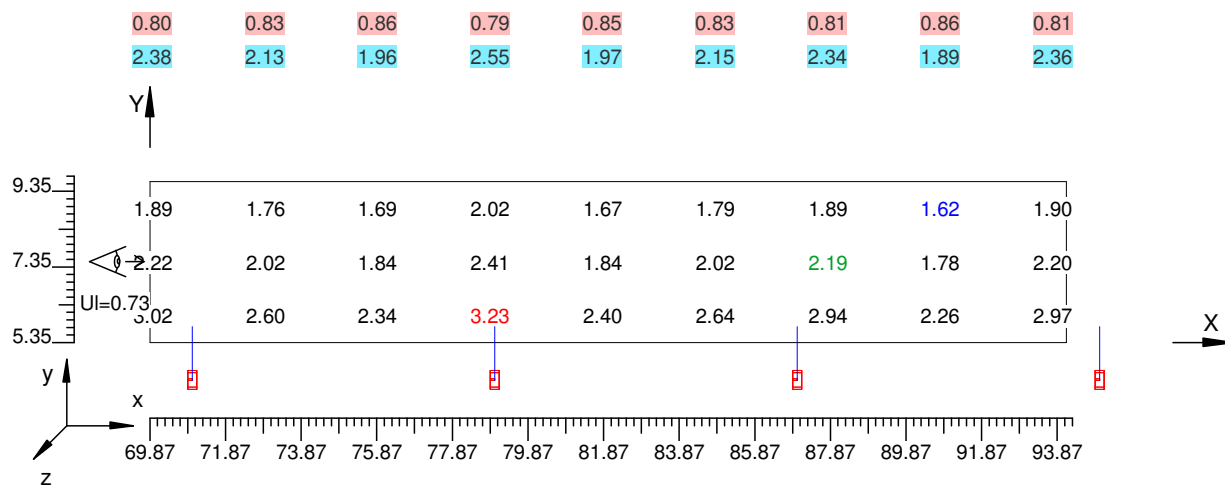 0.80 0.83 0.86 0.79 0.85 0.83 0.81 0.86 0.81
2.38 2.13 1.96 2.55 1.97 2.15 2.34 1.89 2.36
Y
9.35
1.89 1.76 1.69 2.02 1.67 1.79 1.89 1.62 1.90
7.35
2.22 2.02 1.84 2.41 1.84 2.02 2.19 1.78 2.20
Ul=0.73
3.02 2.60 2.34 3.23 2.40 2.64 2.94 2.26 2.97
5.35
X
y
x
69.87 71.87 73.87 75.87 77.87 79.87 81.87 83.87 85.87 87.87 89.87 91.87 93.87
z